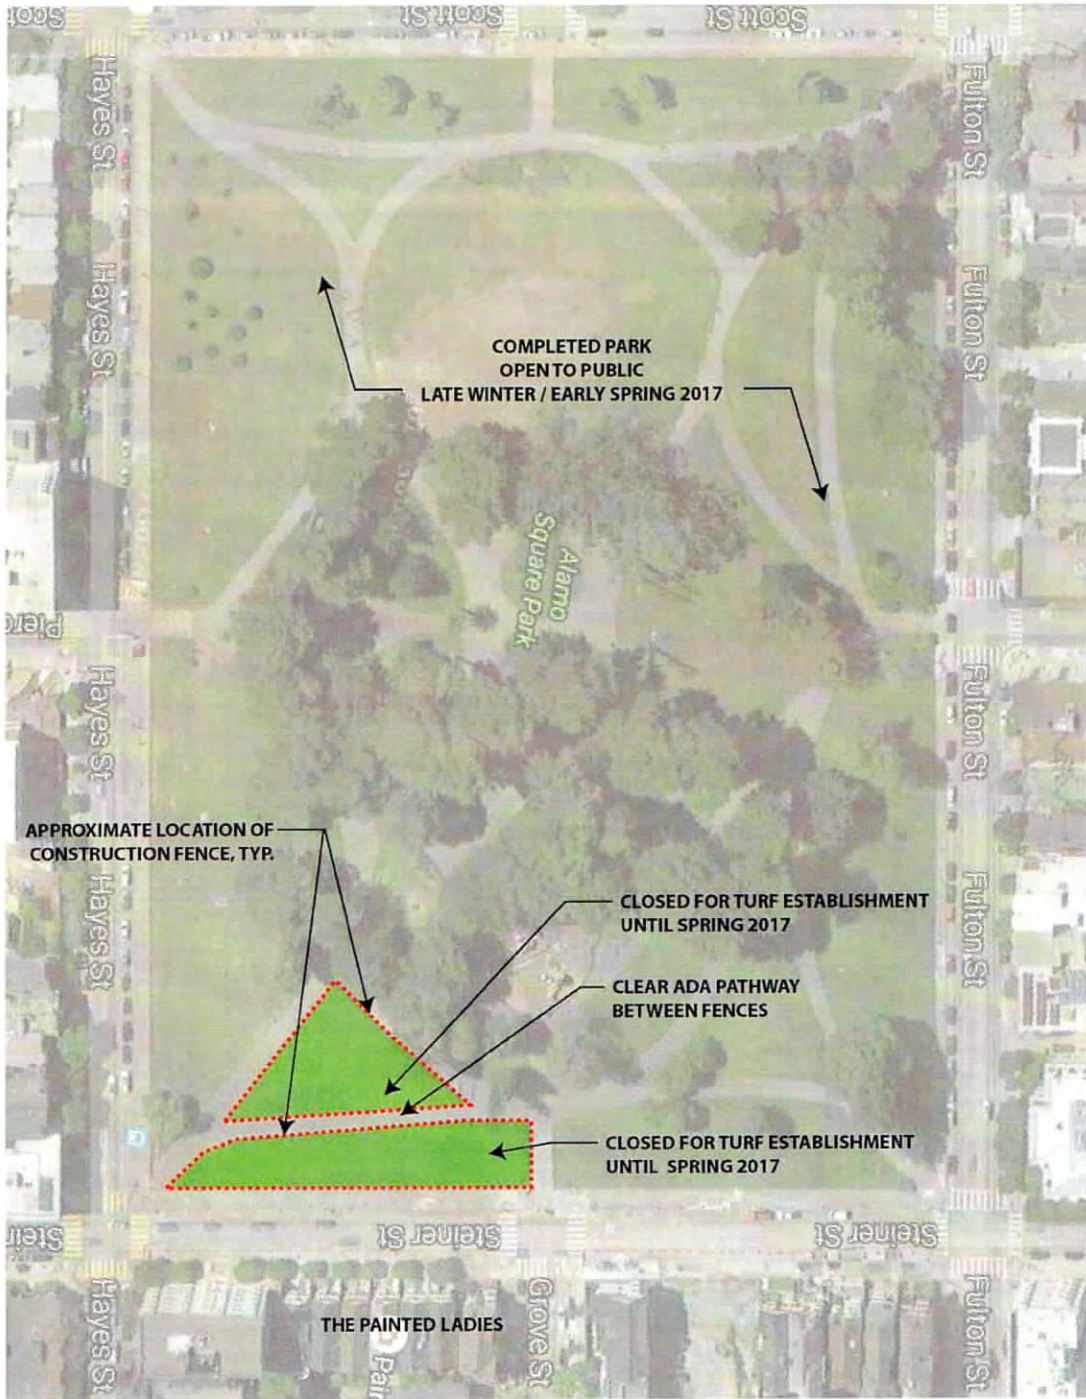 Scott St
Scott St
Scott St
Hayes St
Fulton St
Hayes St
Fulton St
COMPLETED PARK
OPEN TO PUBLIC
LATE WINTER / EARLY SPRING 2017
Alamo
Square Park
Pierc
Hayes St
Fulton St
APPROXIMATE LOCATION OF
CONSTRUCTION FENCE, TYP.
Hayes St
Fulton St
CLOSED FOR TURF ESTABLISHMENT
UNTIL SPRING 2017
CLEAR ADA PATHWAY
BETWEEN FENCES
CLOSED FOR TURF ESTABLISHMENT
UNTIL SPRING 2017
Stein
Steiner St
Steiner St
Hayes St
Grove St
Fulton St
THE PAINTED LADIES
Pai